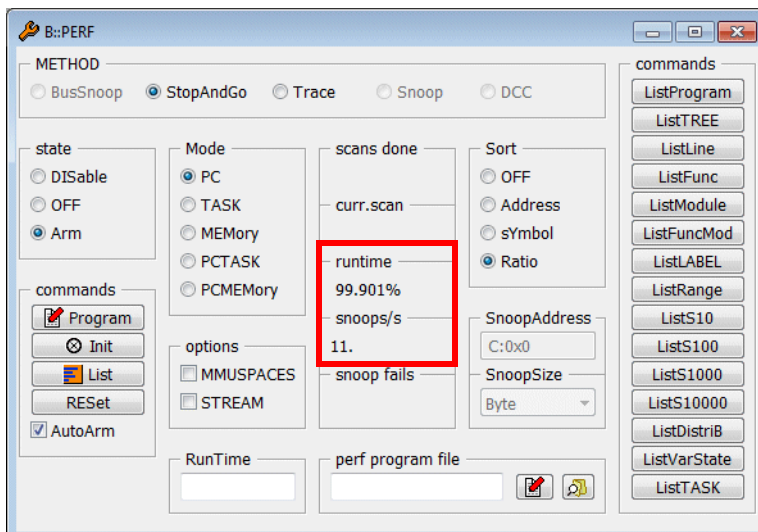 B::PERF
METHOD
BusSnoop StopAndGo Trace Snoop DCC
state
DISable
OFF
Arm
commands
Program
Init
List
RESet
AutoArm
Mode
PC
TASK
MEMory
PCTASK
PCMEMory
options
MMUSPACES
STREAM
RunTime
scans done
curr.scan
runtime
99.901%
snoops/s
11.
snoop fails
perf program file
Sort
OFF
Address
sYmbol
Ratio
SnoopAddress
C:0x0
SnoopSize
Byte
commands
ListProgram
ListTREE
ListLine
ListFunc
ListModule
ListFuncMod
ListLABEL
ListRange
ListS10
ListS100
ListS1000
ListS10000
ListDistriB
ListVarState
ListTASK